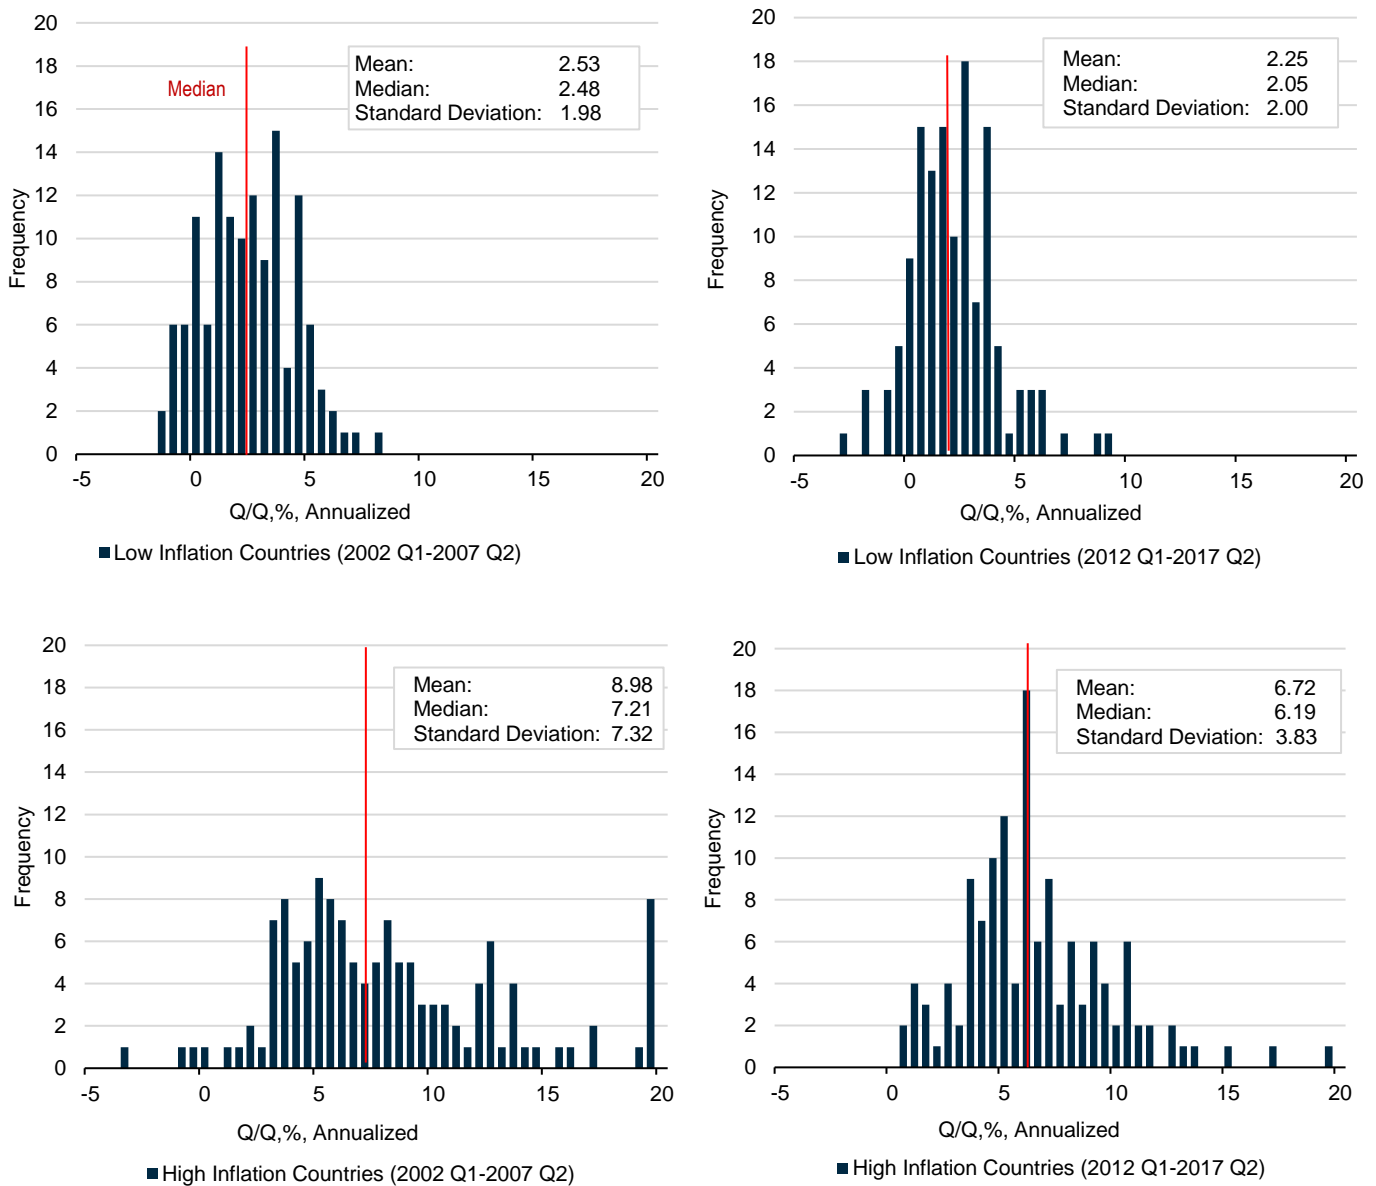 20
18
16
14
12
10
8
6
4
2
0
Frequency
Median
Mean: 2.53
Median: 2.48
Standard Deviation: 1.98
-5 0 5 10 15 20
Q/Q,%, Annualized
Low Inflation Countries (2002 Q1-2007 Q2)
20
18
16
14
12
10
8
6
4
2
0
Frequency
Mean: 2.25
Median: 2.05
Standard Deviation: 2.00
-5 0 5 10 15 20
Q/Q,%, Annualized
Low Inflation Countries (2012 Q1-2017 Q2)
20
18
16
14
12
10
8
6
4
2
0
Frequency
Mean: 8.98
Median: 7.21
Standard Deviation: 7.32
-5 0 5 10 15 20
Q/Q,%, Annualized
High Inflation Countries (2002 Q1-2007 Q2)
20
18
16
14
12
10
8
6
4
2
0
Frequency
Mean: 6.72
Median: 6.19
Standard Deviation: 3.83
-5 0 5 10 15 20
Q/Q,%, Annualized
High Inflation Countries (2012 Q1-2017 Q2)